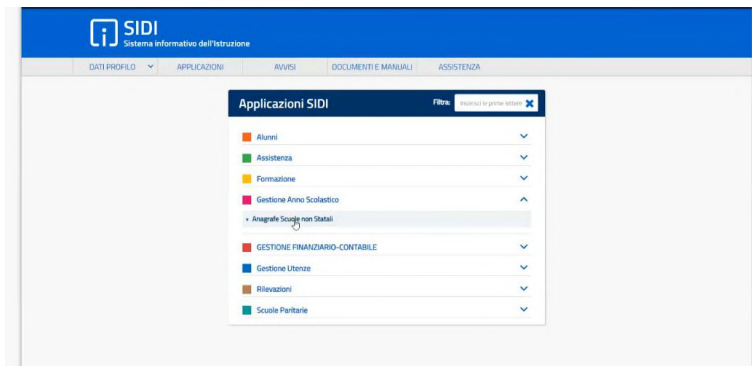 SIDI
Sistema informativo dell'Istruzione
DATI PROFILO APPLICAZIONI AVVISI DOCUMENTI E MANUALI ASSISTENZA
Applicazioni SIDI Filtra: Inserisci le prime lettere
Alunni
Assistenza
Formazione
Gestione Anno Scolastico
Anagrafe Scuole non Statali
GESTIONE FINANZIARIO-CONTABILE
Gestione Utenze
Rilevazioni
Scuole Paritarie